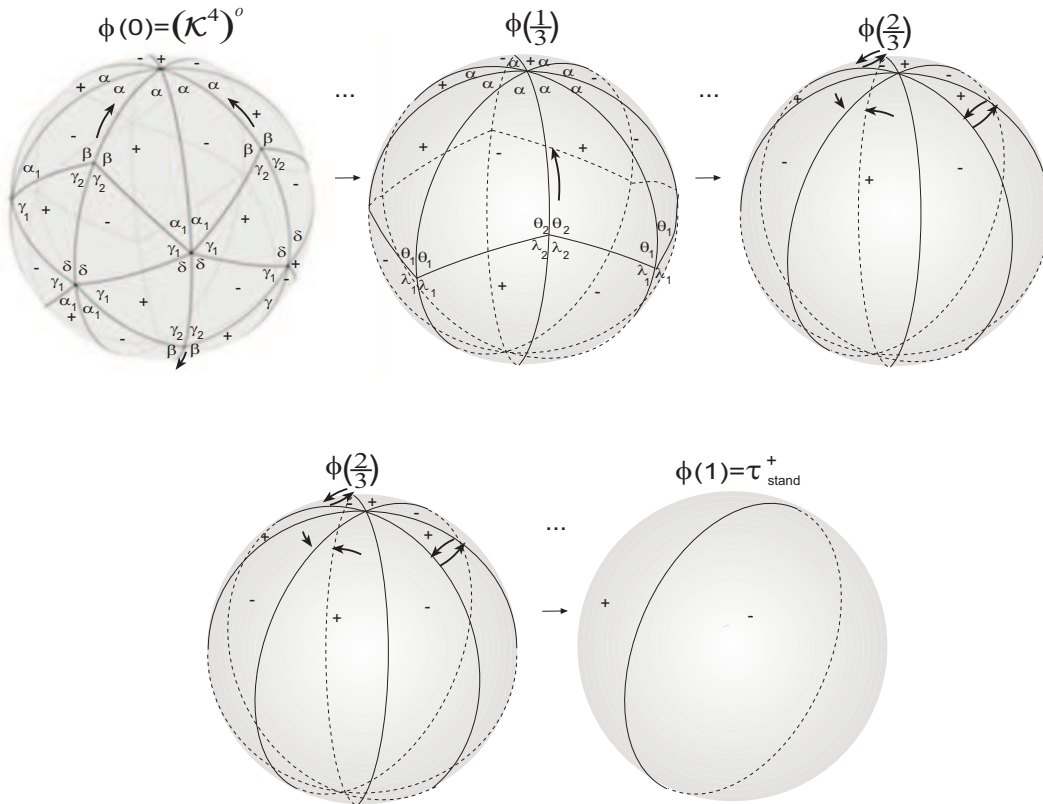 ϕ(0)=(𝒦⁴)ᵒ
ϕ(1/3)
ϕ(2/3)
- + -
+ α α α α α +
- β β + - β β
α₁ γ₂ γ₂ γ₂ γ₂ -
γ₁ + - α₁ α₁ + δ
- δ δ γ₁ γ₁ δ +
γ₁ γ₁ δ δ γ₁ -
α₁ α₁ + - γ
+ - γ₂ γ₂ +
β β
...
- + α
α α -
+ α α α α
+ - + -
θ₂ θ₂ θ₁
θ₁ θ₁ λ₂ λ₂ θ₁
- λ₁ λ₁ λ₁ λ₁
+ -
...
- +
+ - +
- + -
ϕ(2/3)
ϕ(1)=τ⁺stand
- +
+ - +
- + -
...
+ -